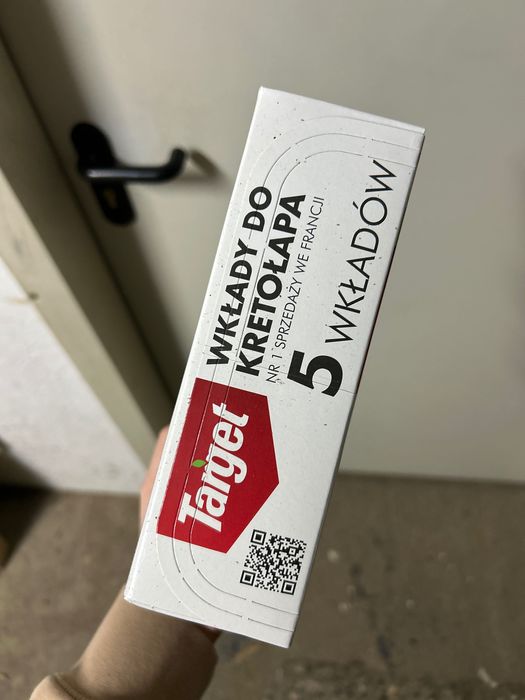 WKŁADY DO
KRETOŁAPA
NR 1 SPRZEDAŻY WE FRANCJI
5 WKŁADÓW
Target